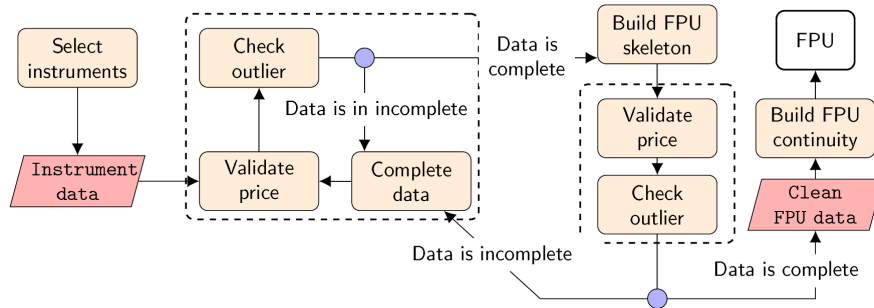 Select
instruments
Instrument
data
Check
outlier
Data is in incomplete
Validate
price
Complete
data
Data is
complete
Build FPU
skeleton
Validate
price
Check
outlier
Data is incomplete
FPU
Build FPU
continuity
Clean
FPU data
Data is complete